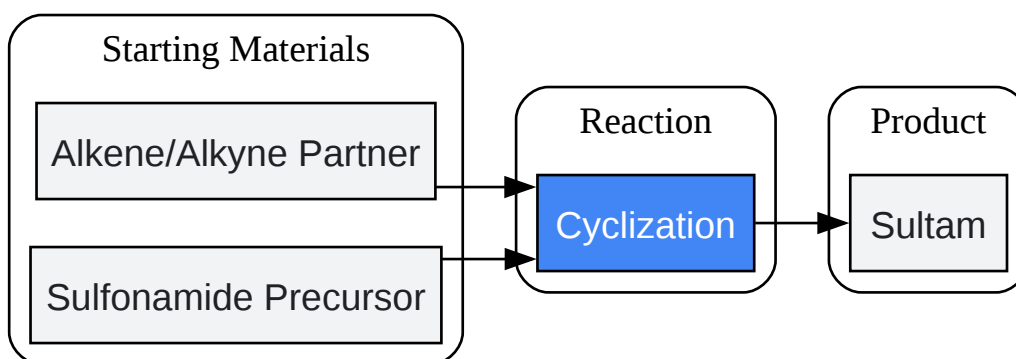 Starting Materials
Alkene/Alkyne Partner
Sulfonamide Precursor
Reaction
Cyclization
Product
Sultam